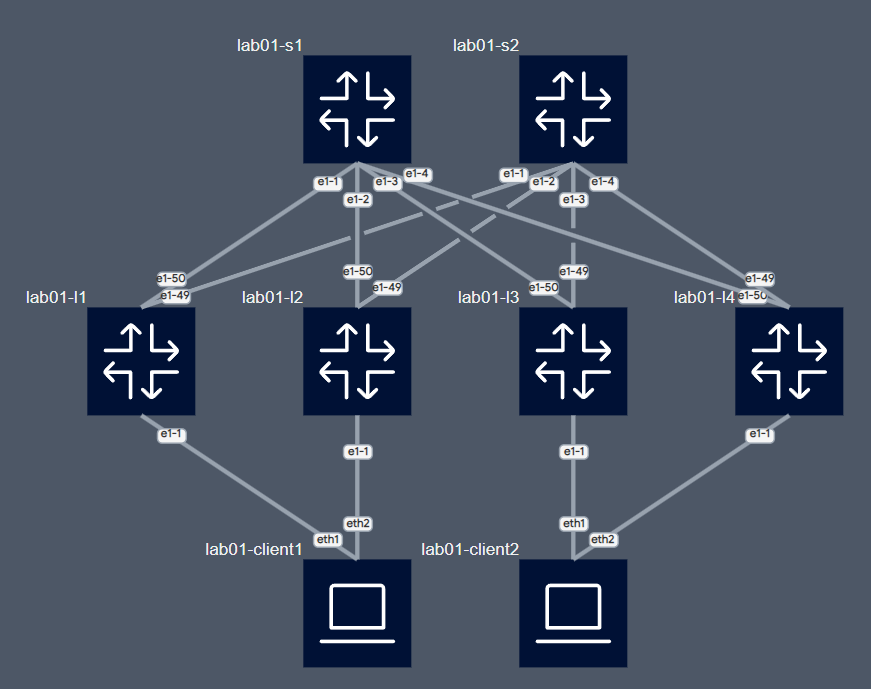 lab01-s1
lab01-s2
e1-1
e1-2
e1-3
e1-4
e1-1
e1-2
e1-3
e1-4
e1-50
e1-49
e1-50
e1-49
e1-50
e1-49
e1-49
e1-50
lab01-l1
lab01-l2
lab01-l3
lab01-l4
e1-1
e1-1
e1-1
e1-1
eth1
eth2
eth1
eth2
lab01-client1
lab01-client2